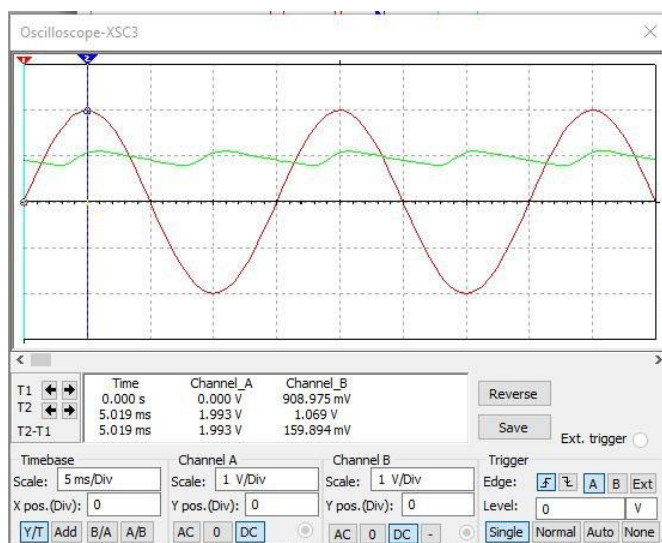 Oscilloscope-XSC3
1
2
T1
T2
T2-T1
Time Channel_A Channel_B
0.000 s 0.000 V 908.975 mV
5.019 ms 1.993 V 1.069 V
5.019 ms 1.993 V 159.894 mV
Reverse
Save
Ext. trigger
Timebase
Scale: 5 ms/Div
X pos.(Div): 0
Y/T Add B/A A/B
Channel A
Scale: 1 V/Div
Y pos.(Div): 0
AC 0 DC
Channel B
Scale: 1 V/Div
Y pos.(Div): 0
AC 0 DC -
Trigger
Edge: A B Ext
Level: 0 V
Single Normal Auto None